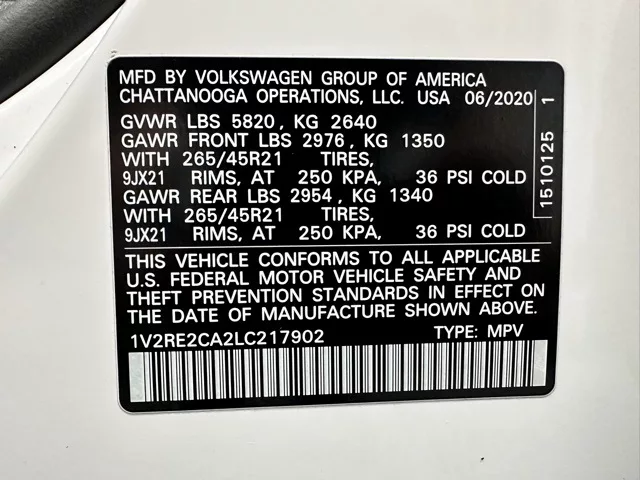 MFD BY VOLKSWAGEN GROUP OF AMERICA
CHATTANOOGA OPERATIONS, LLC. USA 06/2020
GVWR LBS 5820, KG 2640
GAWR FRONT LBS 2976, KG 1350
WITH 265/45R21 TIRES,
9JX21 RIMS, AT 250 KPA, 36 PSI COLD
GAWR REAR LBS 2954, KG 1340
WITH 265/45R21 TIRES,
9JX21 RIMS, AT 250 KPA, 36 PSI COLD
1510125 1
THIS VEHICLE CONFORMS TO ALL APPLICABLE
U.S. FEDERAL MOTOR VEHICLE SAFETY AND
THEFT PREVENTION STANDARDS IN EFFECT ON
THE DATE OF MANUFACTURE SHOWN ABOVE.
1V2RE2CA2LC217902 TYPE: MPV